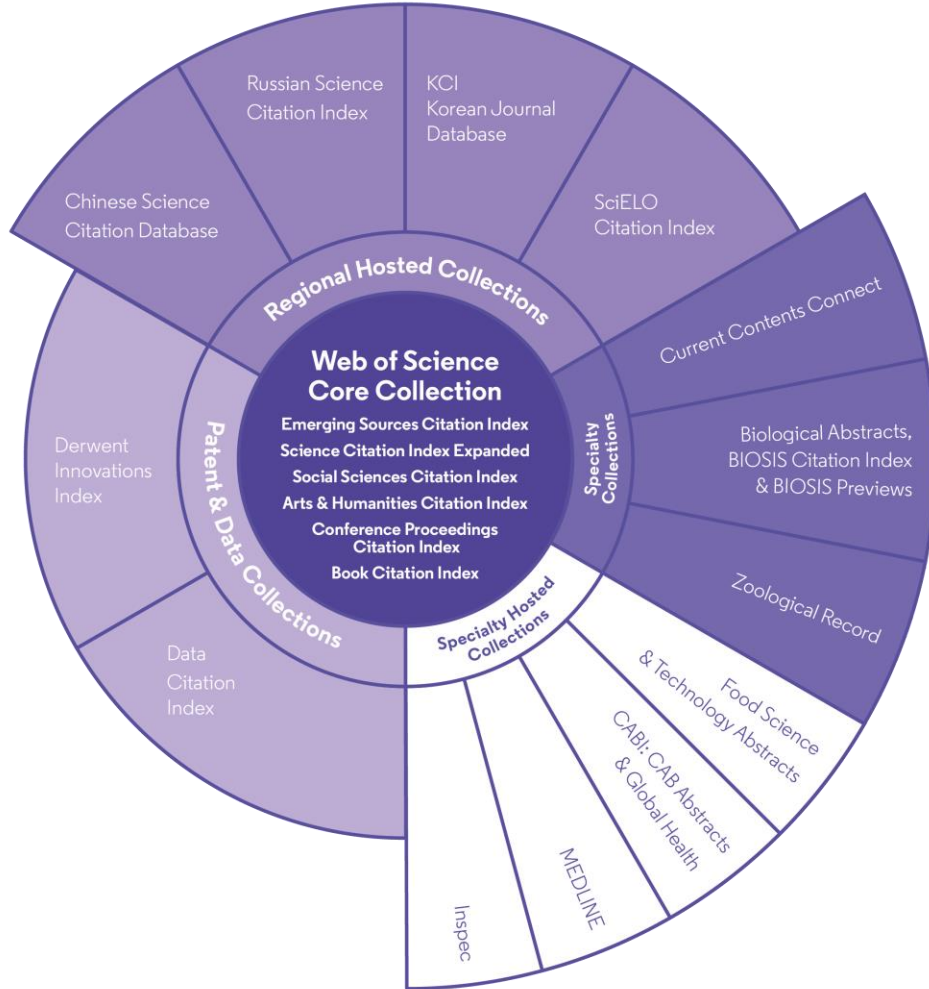 Russian Science
Citation Index
KCI
Korean Journal
Database
Chinese Science
Citation Database
SciELO
Citation Index
Regional Hosted Collections
Current Contents Connect
Biological Abstracts,
BIOSIS Citation Index
& BIOSIS Previews
Zoological Record
Specialty
Collections
Web of Science
Core Collection
Emerging Sources Citation Index
Science Citation Index Expanded
Social Sciences Citation Index
Arts & Humanities Citation Index
Conference Proceedings
Citation Index
Book Citation Index
Patent & Data Collections
Derwent
Innovations
Index
Data
Citation
Index
Specialty Hosted
Collections
Food Science
& Technology Abstracts
CABI: CAB Abstracts
& Global Health
MEDLINE
Inspec